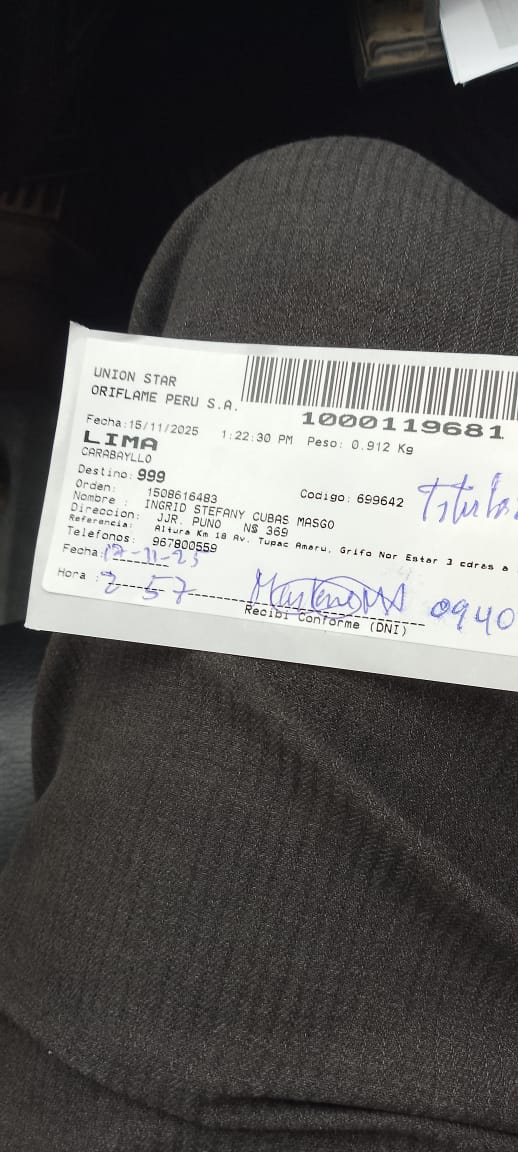 UNION STAR
ORIFLAME PERU S.A.
1000119681
Fecha:15/11/2025 1:22:30 PM Peso: 0.912 Kg
LIMA
CARABAYLLO
Destino: 999
Orden: 1508616483 Codigo: 699642
Nombre : INGRID STEFANY CUBAS MASGO
Direccion: JJR. PUNO N$ 369
Referencia: Altura Km 18 Av. Tupac Amaru, Grifo Nor Estar 3 cdras a
Telefonos: 967800559
Fecha: 17-11-25
Hora : 2 57
0940
Recibi Conforme (DNI)